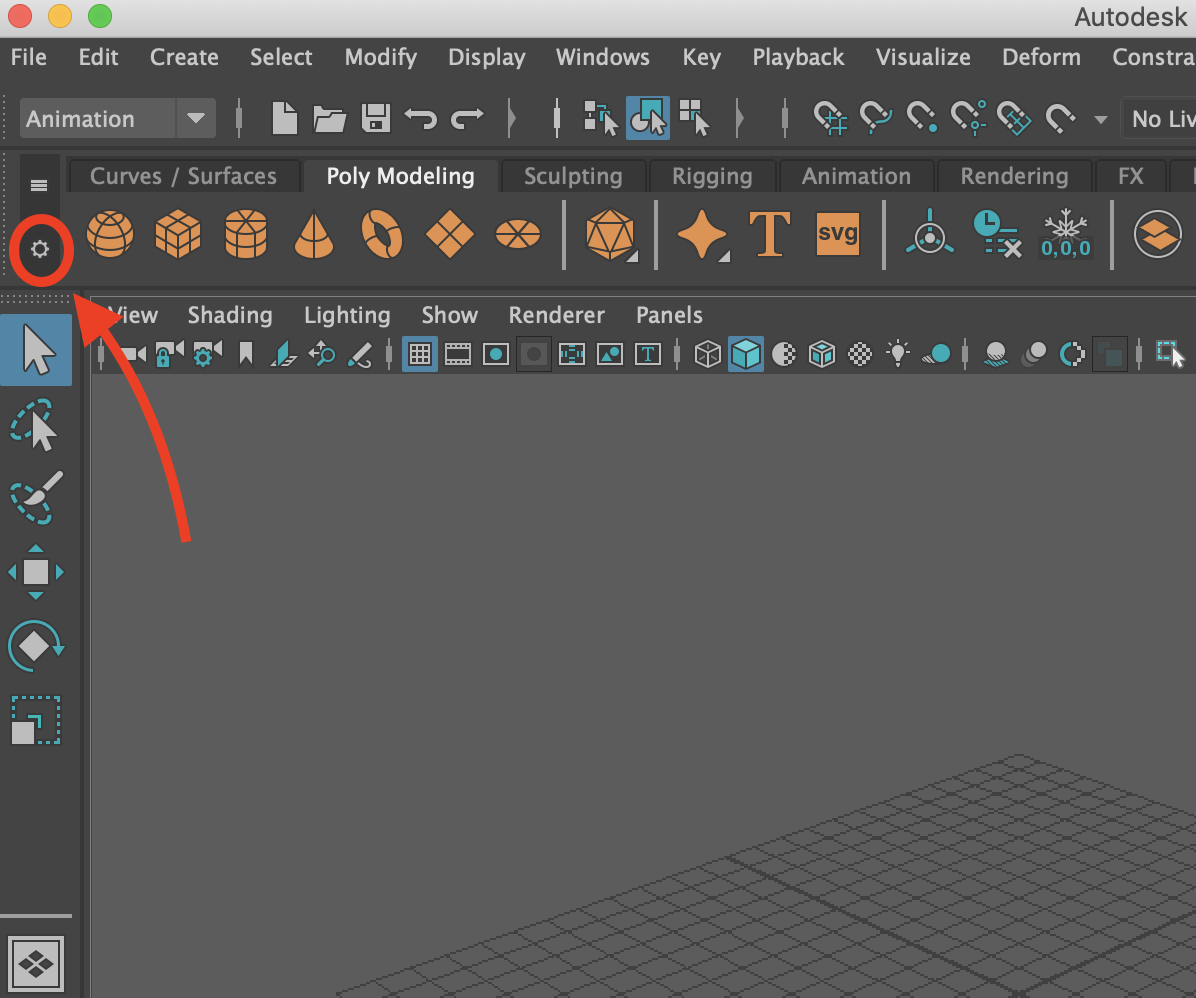 Autodesk
File Edit Create Select Modify Display Windows Key Playback Visualize Deform Constra
Animation No Liv
Curves / Surfaces Poly Modeling Sculpting Rigging Animation Rendering FX
T svg 0,0,0
View Shading Lighting Show Renderer Panels
T